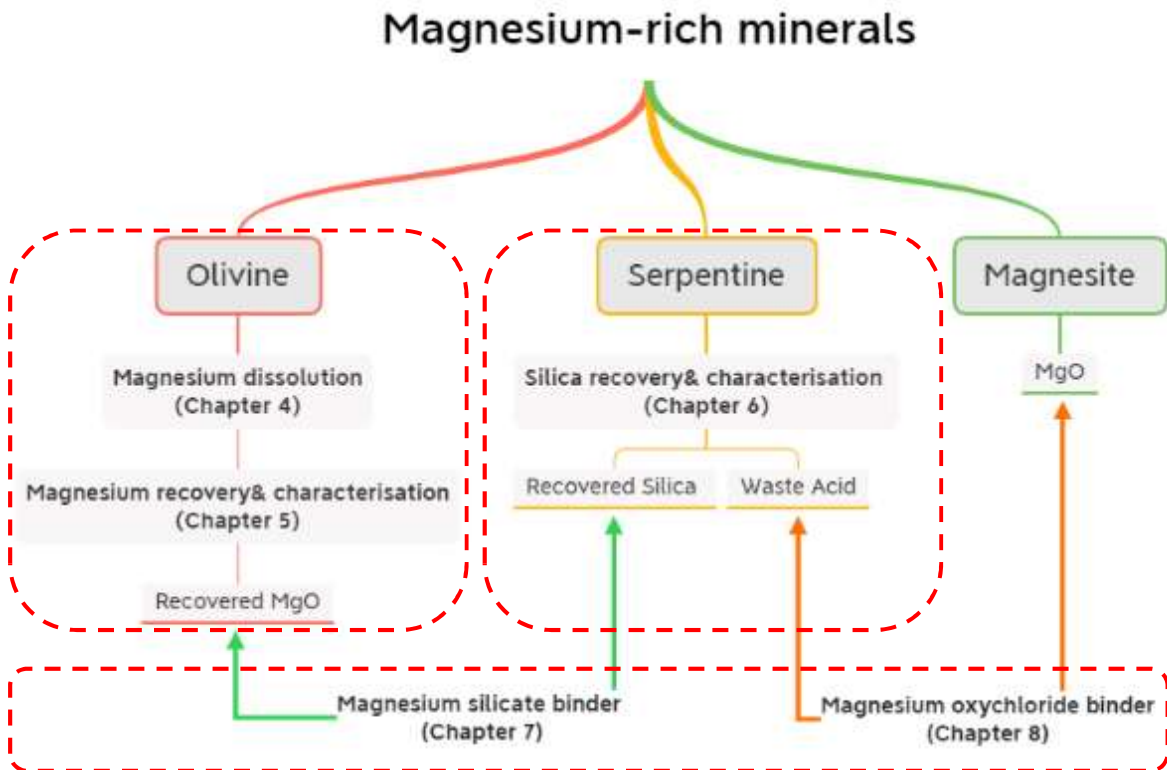 Magnesium-rich minerals
Olivine
Serpentine
Magnesite
Magnesium dissolution
(Chapter 4)
Silica recovery& characterisation
(Chapter 6)
MgO
Magnesium recovery& characterisation
(Chapter 5)
Recovered Silica
Waste Acid
Recovered MgO
Magnesium silicate binder
(Chapter 7)
Magnesium oxychloride binder
(Chapter 8)